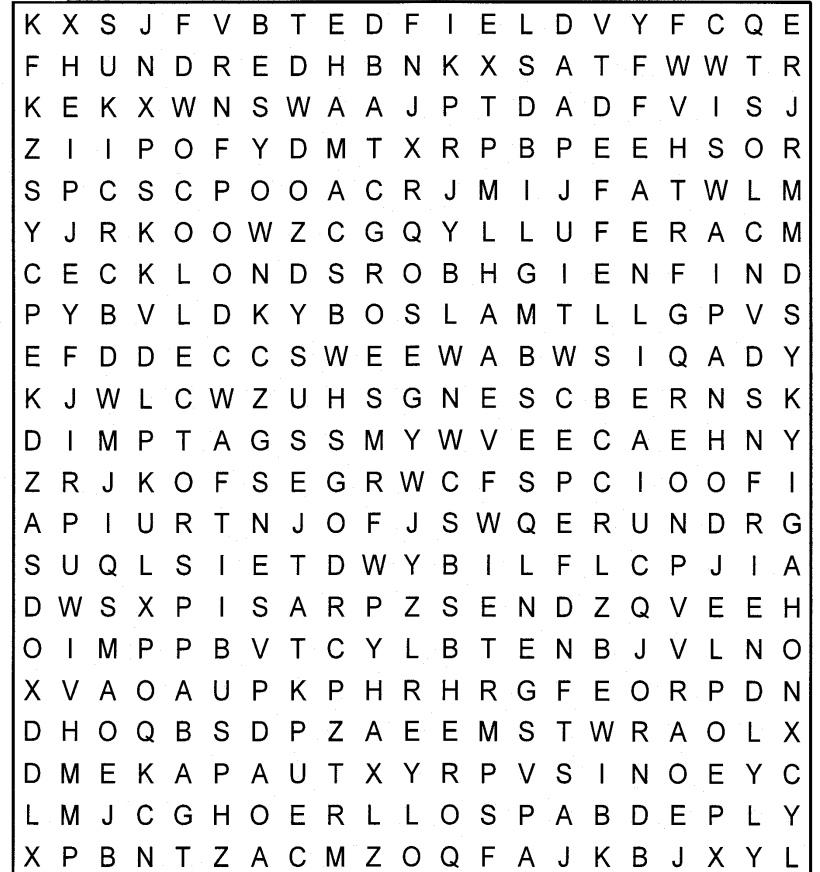 K X S J F V B T E D F I E L D V Y F C Q E
F H U N D R E D H B N K X S A T F W W T R
K E K X W N S W A A J P T D A D F V I S J
Z I I P O F Y D M T X R P B P E E H S O R
S P C S C P O O A C R J M I J F A T W L M
Y J R K O O W Z C G Q Y L L U F E R A C M
C E C K L O N D S R O B H G I E N F I N D
P Y B V L D K Y B O S L A M T L L G P V S
E F D D E C C S W E E W A B W S I Q A D Y
K J W L C W Z U H S G N E S C B E R N S K
D I M P T A G S S M Y W V E E C A E H N Y
Z R J K O F S E G R W C F S P C I O O F I
A P I U R T N J O F J S W Q E R U N D R G
S U Q L S I E T D W Y B I L F L C P J I A
D W S X P I S A R P Z S E N D Z Q V E E H
O I M P P B V T C Y L B T E N B J V L N O
X V A O A U P K P H R H R G F E O R P D N
D H O Q B S D P Z A E E M S T W R A O L X
D M E K A P A U T X Y R P V S I N O E Y C
L M J C G H O E R L L O S P A B D E P L Y
X P B N T Z A C M Z O Q F A J K B J X Y L